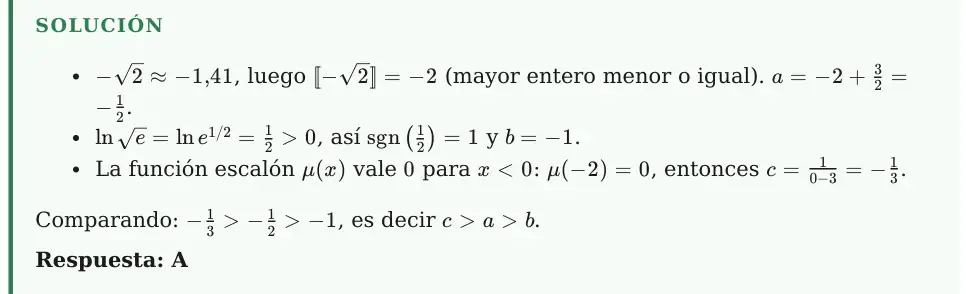 SOLUCIÓN
• −√2 ≈ −1,41, luego ⟦−√2⟧ = −2 (mayor entero menor o igual). a = −2 + 3/2 =
−1/2.
• ln √e = ln e^{1/2} = 1/2 > 0, así sgn (1/2) = 1 y b = −1.
• La función escalón μ(x) vale 0 para x < 0: μ(−2) = 0, entonces c = 1/(0−3) = −1/3.
Comparando: −1/3 > −1/2 > −1, es decir c > a > b.
Respuesta: A